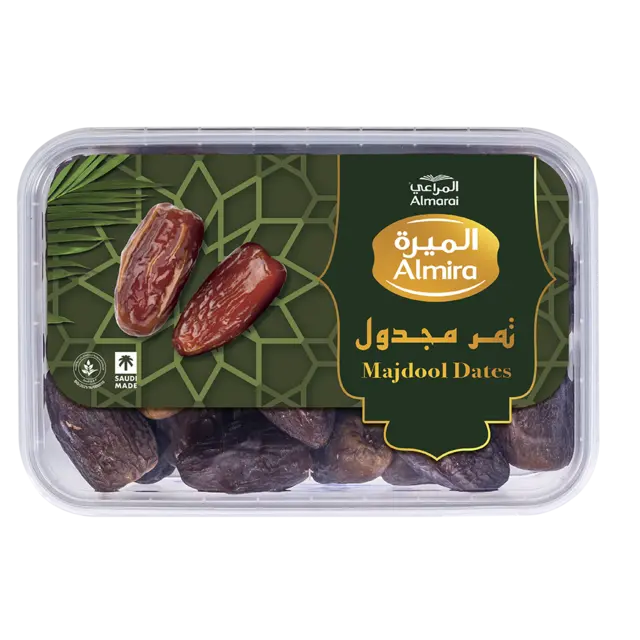 المراعي
Almarai
الميرة
Almira
تمر مجدول
Majdool Dates
SAUDI
MADE